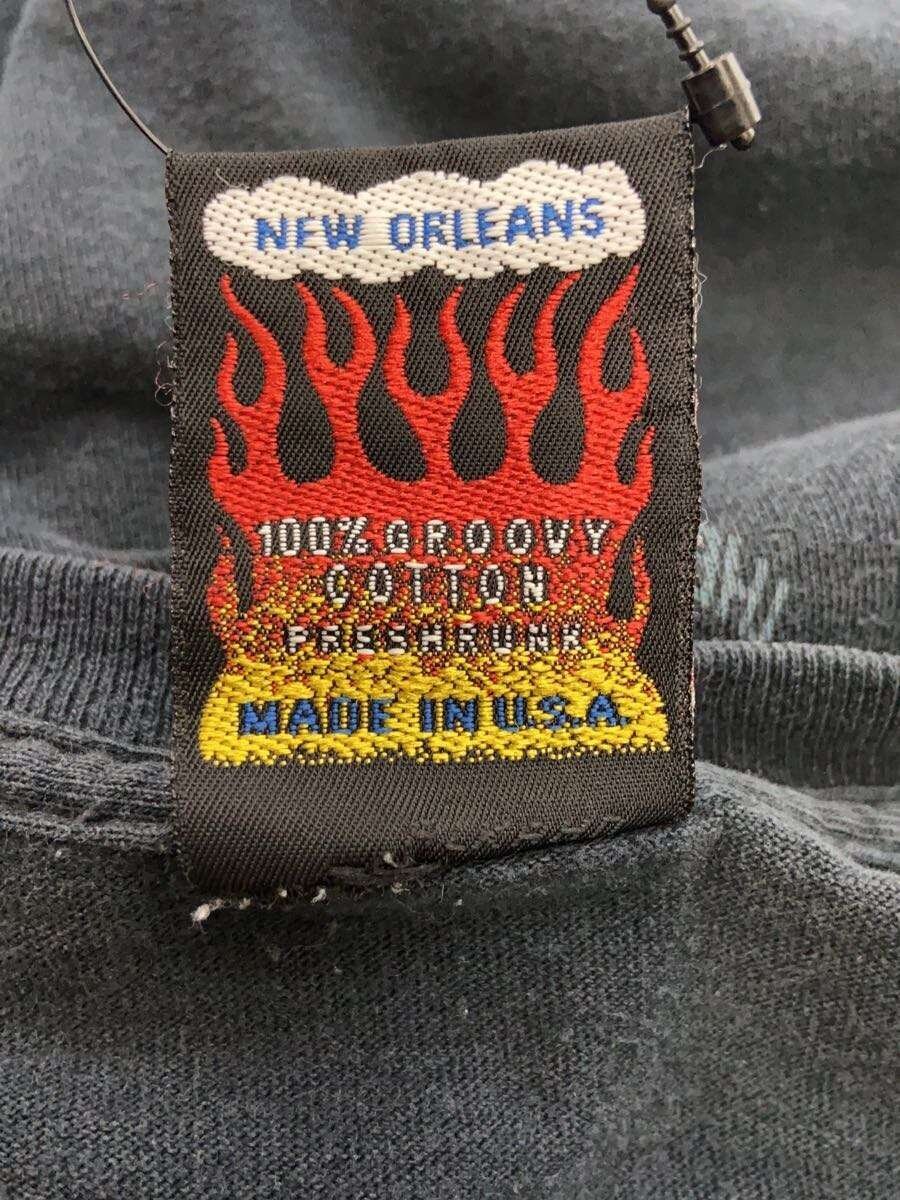 NEW ORLEANS
100% GROOVY
COTTON
PRESHRUNK
MADE IN U.S.A.